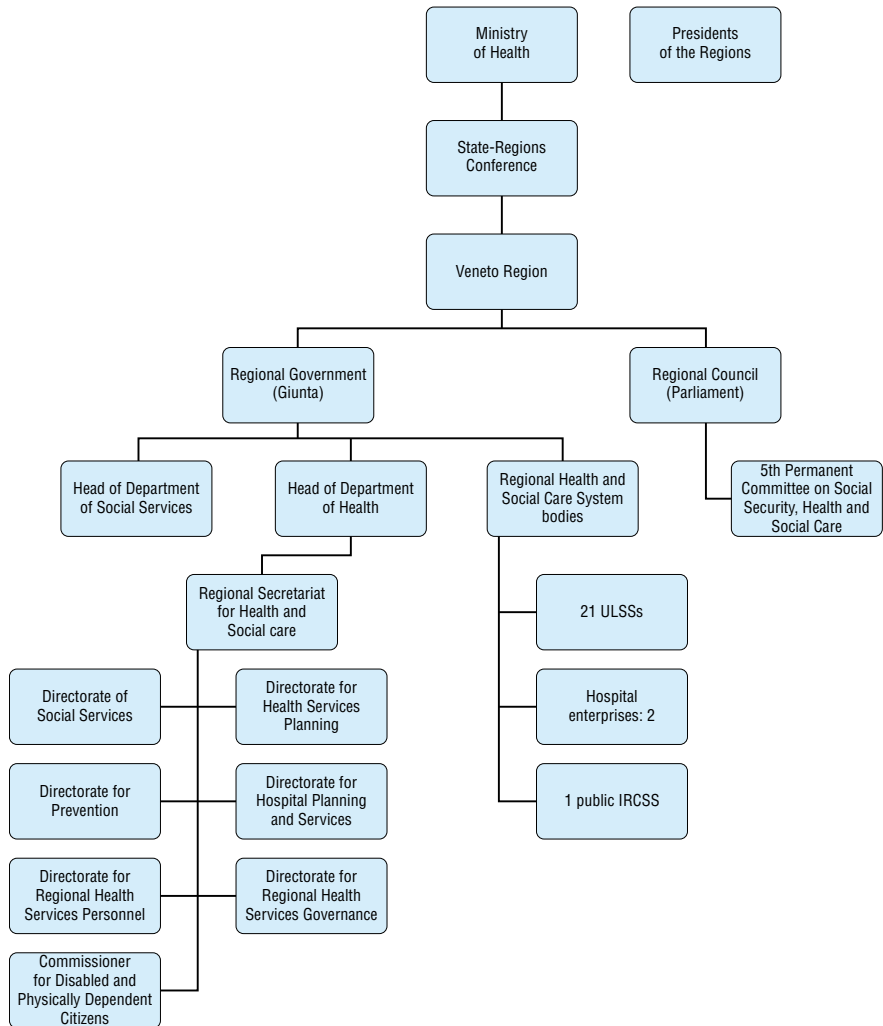 Ministry
of Health
Presidents
of the Regions
State-Regions
Conference
Veneto Region
Regional Government
(Giunta)
Regional Council
(Parliament)
Head of Department
of Social Services
Head of Department
of Health
Regional Health and
Social Care System
bodies
5th Permanent
Committee on Social
Security, Health and
Social Care
Regional Secretariat
for Health and
Social care
21 ULSSs
Directorate of
Social Services
Directorate for
Health Services
Planning
Hospital
enterprises: 2
Directorate for
Prevention
Directorate for
Hospital Planning
and Services
1 public IRCSS
Directorate for
Regional Health
Services Personnel
Directorate for
Regional Health
Services Governance
Commissioner
for Disabled and
Physically Dependent
Citizens